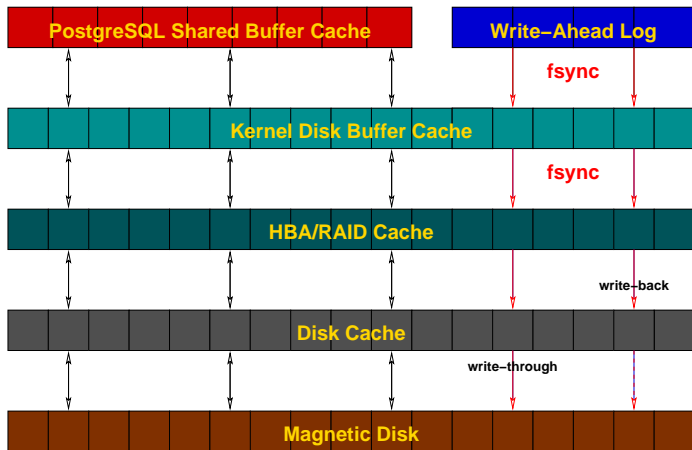 PostgreSQL Shared Buffer Cache
Write−Ahead Log
fsync
Kernel Disk Buffer Cache
fsync
HBA/RAID Cache
write−back
Disk Cache
write−through
Magnetic Disk